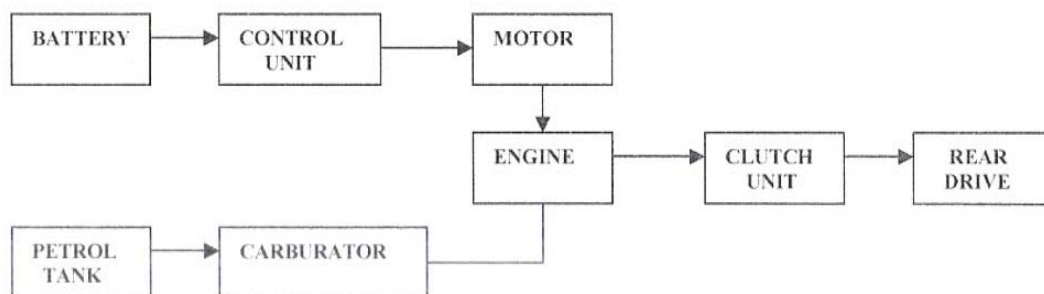 BATTERY
CONTROL
UNIT
MOTOR
ENGINE
CLUTCH
UNIT
REAR
DRIVE
PETROL
TANK
CARBURATOR